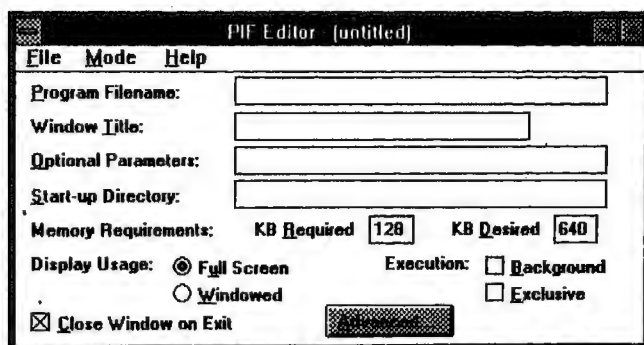 PIF Editor - (untitled)
File Mode Help
Program Filename:
Window Title:
Optional Parameters:
Start-up Directory:
Memory Requirements: KB Required 128 KB Desired 640
Display Usage: Full Screen Execution: Background
Windowed Exclusive
Close Window on Exit Advanced...